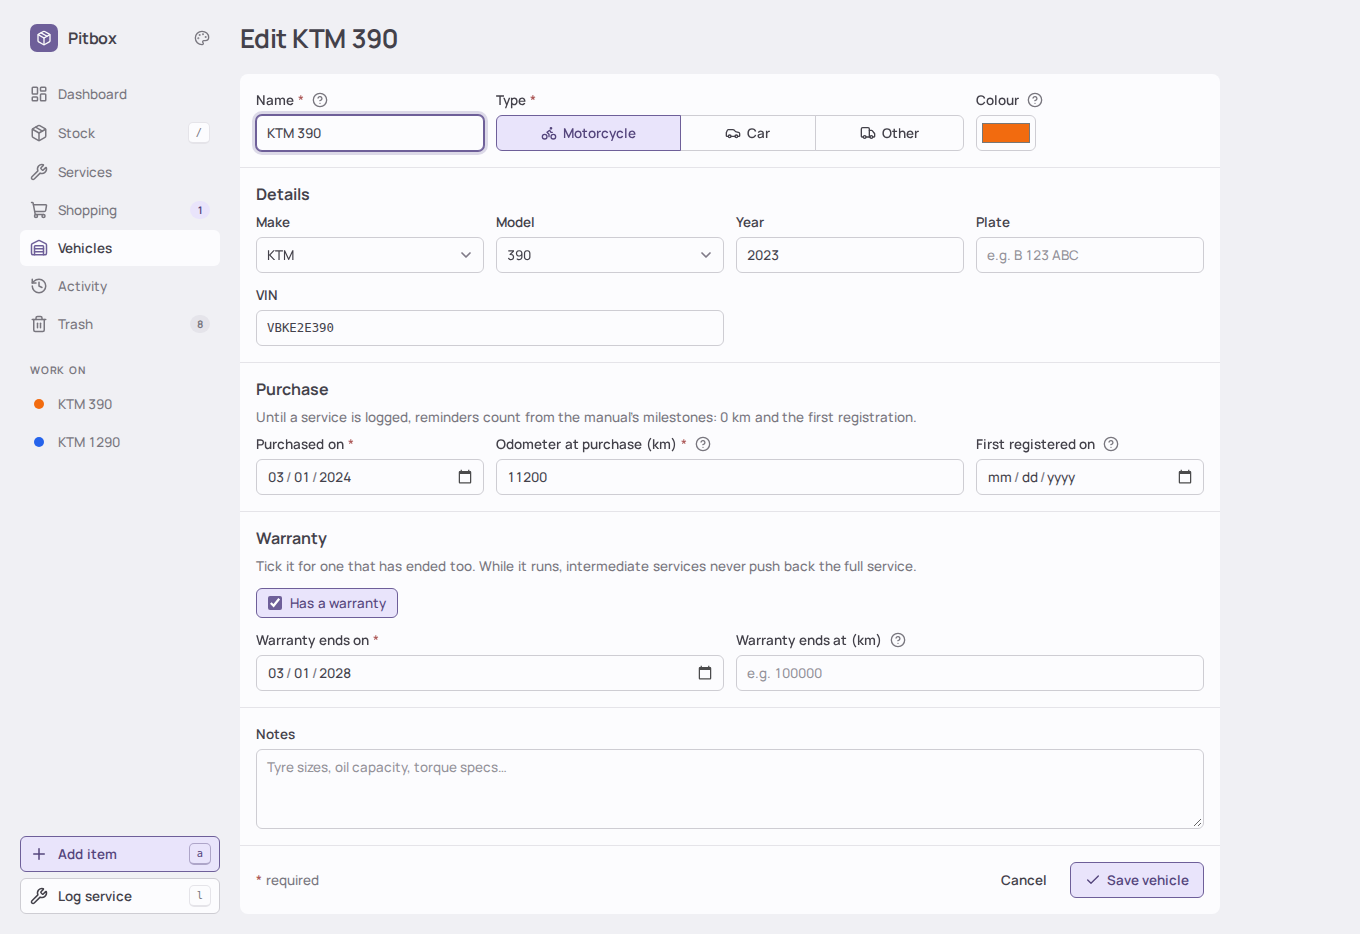 Pitbox
Edit KTM 390
Dashboard
Stock /
Services
Shopping 1
Vehicles
Activity
Trash 8
WORK ON
KTM 390
KTM 1290
Add item a
Log service l
Name * Type * Colour
KTM 390 Motorcycle Car Other
Details
Make Model Year Plate
KTM 390 2023 e.g. B 123 ABC
VIN
VBKE2E390
Purchase
Until a service is logged, reminders count from the manual's milestones: 0 km and the first registration.
Purchased on * Odometer at purchase (km) * First registered on
03/01/2024 11200 mm/dd/yyyy
Warranty
Tick it for one that has ended too. While it runs, intermediate services never push back the full service.
Has a warranty
Warranty ends on * Warranty ends at (km)
03/01/2028 e.g. 100000
Notes
Tyre sizes, oil capacity, torque specs…
* required Cancel Save vehicle